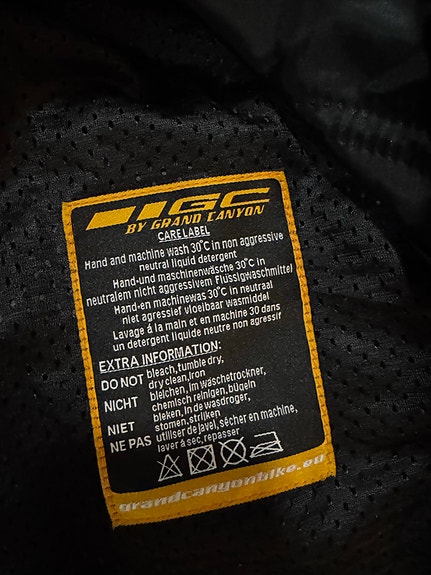 GC
BY GRAND CANYON
CARE LABEL
Hand and machine wash 30°C in non aggressive
neutral liquid detergent
Hand-und maschinenwäsche 30°C in
neutralem nicht aggressivem Flüssigwaschmittel
Hand-en machinewas 30°C in neutraal
niet agressief vloeibaar wasmiddel
Lavage á la main et en machine 30 dans
un detergent liquide neutre non agressif
EXTRA INFORMATION:
DO NOT bleach, tumble dry,
dry clean, iron
NICHT bleichen, im wäschetrockner,
chemisch reinigen, bügeln
NIET bleken, in de wasdroger,
stomen, strijken
NE PAS utiliser de javel, sécher en machine,
laver á sec, repasser
grandcanyonbike.eu